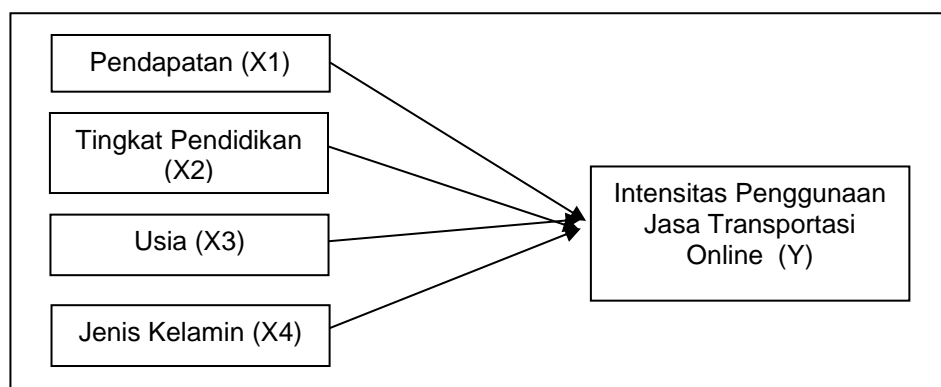 Pendapatan (X1)
Tingkat Pendidikan
(X2)
Usia (X3)
Jenis Kelamin (X4)
Intensitas Penggunaan
Jasa Transportasi
Online (Y)